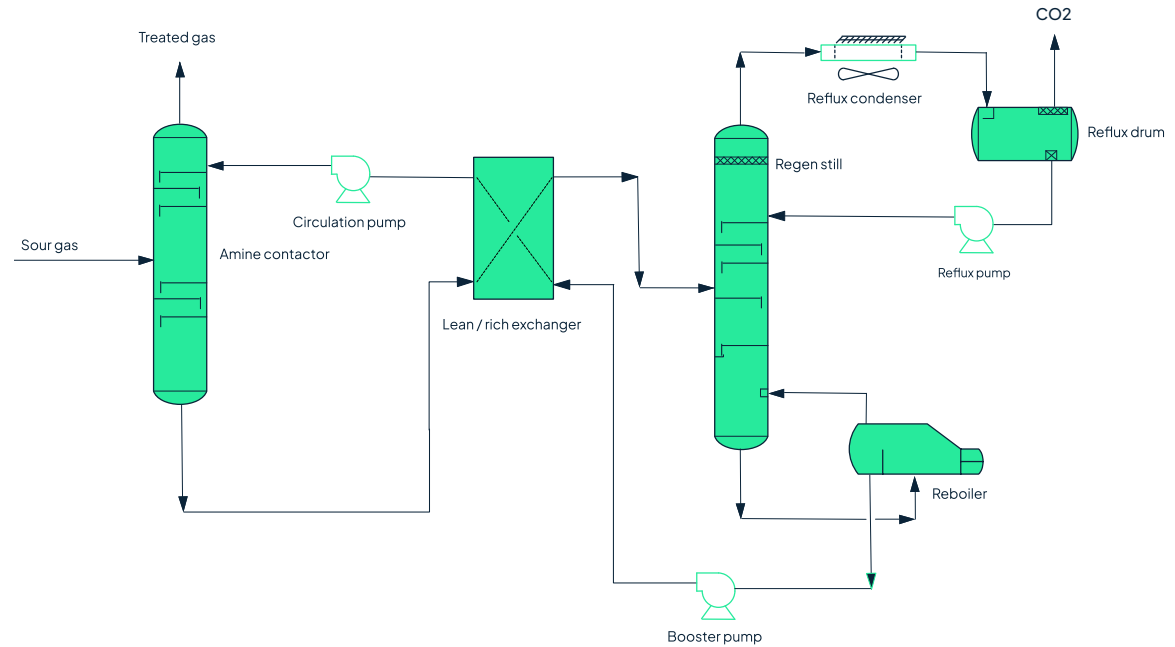 CO2
Treated gas
Reflux condenser
Reflux drum
Regen still
Circulation pump
Sour gas
Amine contactor
Reflux pump
Lean / rich exchanger
Reboiler
Booster pump